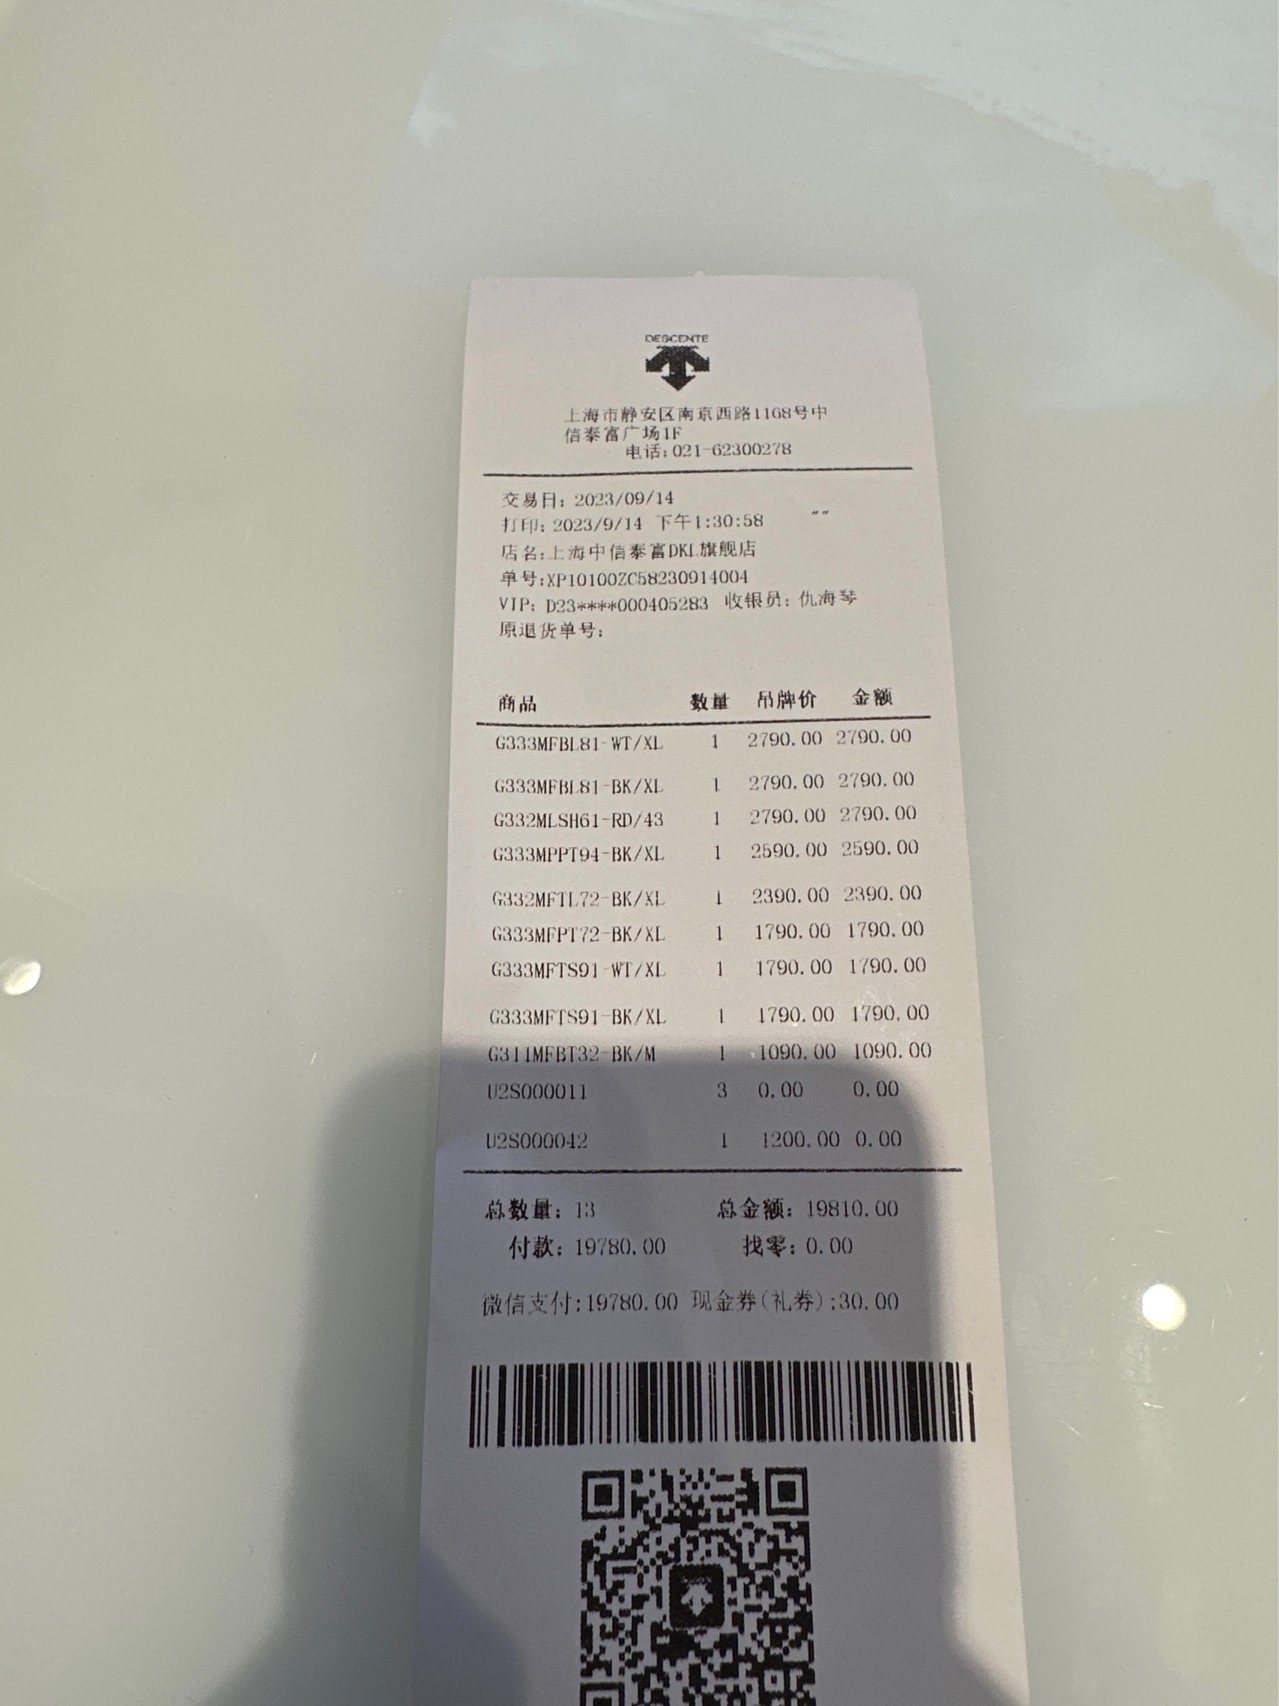 DESCENTE
上海市静安区南京西路1168号中
信泰富广场1F
电话:021-62300278
交易日: 2023/09/14
打印: 2023/9/14 下午1:30:58 ""
店名:上海中信泰富DKL旗舰店
单号:XP10100ZC58230914004
VIP: D23****000405283 收银员: 仇海琴
原退货单号:
商品 数量 吊牌价 金额
G333MFBL81-WT/XL 1 2790.00 2790.00
G333MFBL81-BK/XL 1 2790.00 2790.00
G332MLSH61-RD/43 1 2790.00 2790.00
G333MPPT94-BK/XL 1 2590.00 2590.00
G332MFTL72-BK/XL 1 2390.00 2390.00
G333MFPT72-BK/XL 1 1790.00 1790.00
G333MFTS91-WT/XL 1 1790.00 1790.00
G333MFTS91-BK/XL 1 1790.00 1790.00
G311MFBT32-BK/M 1 1090.00 1090.00
U2S000011 3 0.00 0.00
U2S000042 1 1200.00 0.00
总数量: 13 总金额: 19810.00
付款: 19780.00 找零: 0.00
微信支付:19780.00 现金券(礼券):30.00